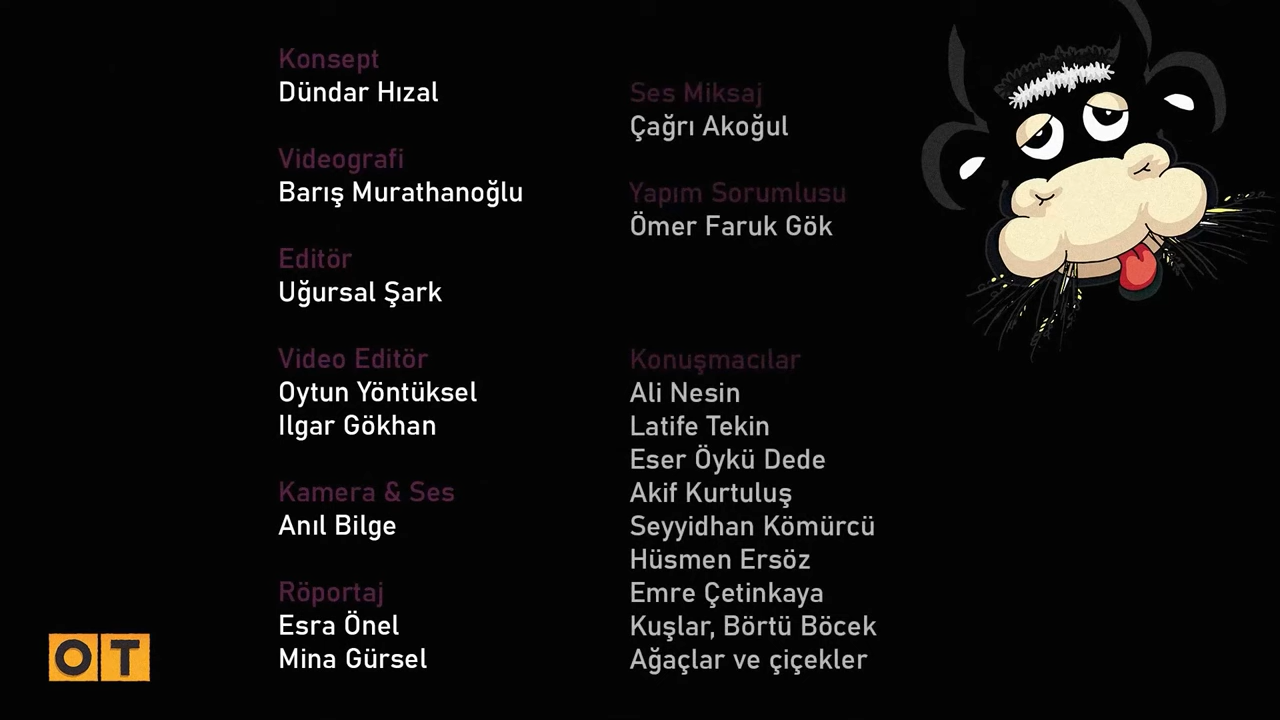 Konsept
Dündar Hızal
Videografi
Barış Murathanoğlu
Editör
Uğursal Şark
Video Editör
Oytun Yöntüksel
Ilgar Gökhan
Kamera & Ses
Anıl Bilge
Röportaj
Esra Önel
Mina Gürsel
Ses Miksaj
Çağrı Akoğul
Yapım Sorumlusu
Ömer Faruk Gök
Konuşmacılar
Ali Nesin
Latife Tekin
Eser Öykü Dede
Akif Kurtuluş
Seyyidhan Kömürcü
Hüsmen Ersöz
Emre Çetinkaya
Kuşlar, Börtü Böcek
Ağaçlar ve çiçekler
OT